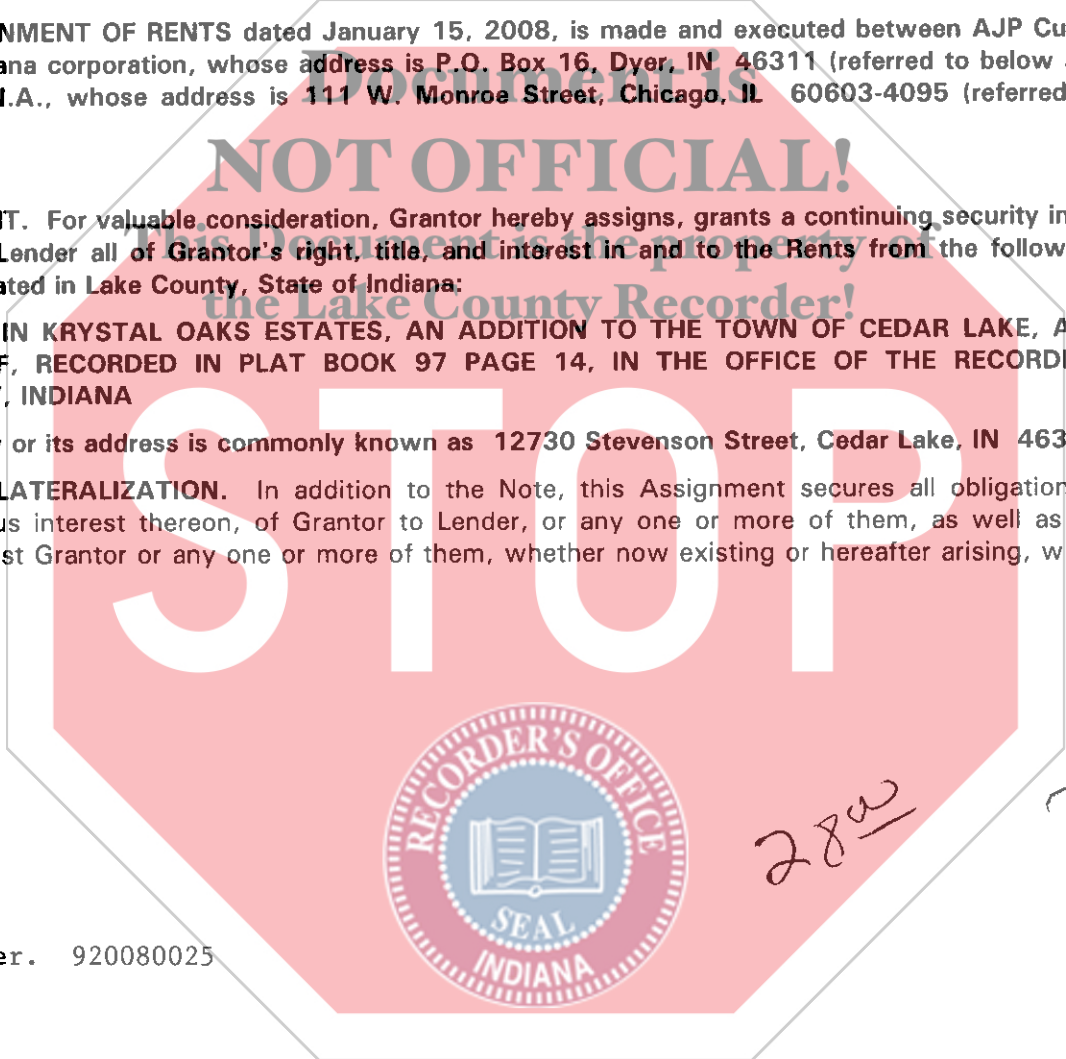 NMENT OF RENTS dated January 15, 2008, is made and executed between AJP Cu
ana corporation, whose address is P.O. Box 16, Dyer, IN 46311 (referred to below
Document is
I.A., whose address is 111 W. Monroe Street, Chicago, IL 60603-4095 (referred
NOT OFFICIAL!
IT. For valuable consideration, Grantor hereby assigns, grants a continuing security in
This Document is the property of
Lender all of Grantor's right, title, and interest in and to the Rents from the follow
ated in Lake County, State of Indiana:
the Lake County Recorder!
IN KRYSTAL OAKS ESTATES, AN ADDITION TO THE TOWN OF CEDAR LAKE, A
F, RECORDED IN PLAT BOOK 97 PAGE 14, IN THE OFFICE OF THE RECORD
, INDIANA
or its address is commonly known as 12730 Stevenson Street, Cedar Lake, IN 463
LATERALIZATION. In addition to the Note, this Assignment secures all obligation
us interest thereon, of Grantor to Lender, or any one or more of them, as well as
st Grantor or any one or more of them, whether now existing or hereafter arising, w
STOP
RECORDER'S OFFICE
SEAL
INDIANA
28 00
er. 920080025